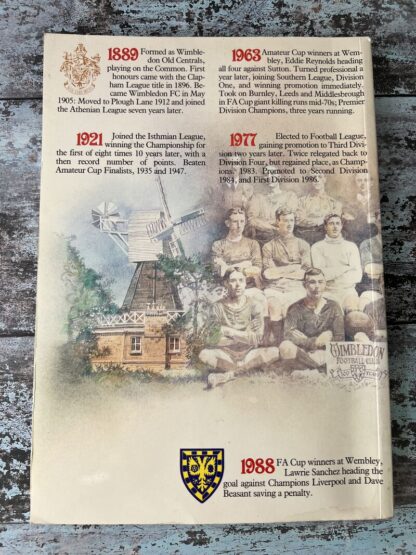 1889 Formed as Wimble-
don Old Centrals,
playing on the Common. First
honours came with the Clap-
ham League title in 1896. Be-
came Wimbledon FC in May
1905: Moved to Plough Lane 1912 and joined
the Athenian League seven years later.
1963 Amateur Cup winners at Wem-
bley, Eddie Reynolds heading
all four against Sutton. Turned professional a
year later, joining Southern League, Division
One, and winning promotion immediately.
Took on Burnley, Leeds and Middlesbrough
in FA Cup giant killing runs mid-70s; Premier
Division Champions, three years running.
1921 Joined the Isthmian League,
winning the Championship for
the first of eight times 10 years later, with a
then record number of points. Beaten
Amateur Cup Finalists, 1935 and 1947.
1977 Elected to Football League,
gaining promotion to Third Divi-
sion two years later. Twice relegated back to
Division Four, but regained place, as Champ-
ions, 1983. Promoted to Second Division
1984, and First Division 1986.
WIMBLEDON
FOOTBALL CLUB
1988 FA Cup winners at Wembley,
Lawrie Sanchez heading the
goal against Champions Liverpool and Dave
Beasant saving a penalty.